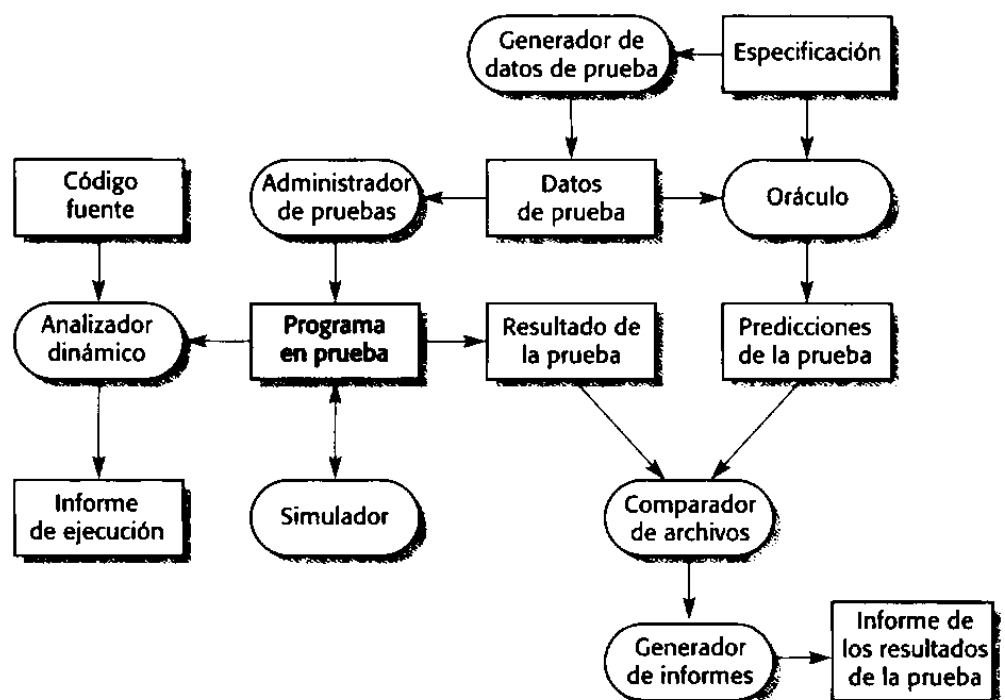 Generador de
datos de prueba
Especificación
Código
fuente
Administrador
de pruebas
Datos
de prueba
Oráculo
Analizador
dinámico
Programa
en prueba
Resultado de
la prueba
Predicciones
de la prueba
Informe
de ejecución
Simulador
Comparador
de archivos
Generador
de informes
Informe de
los resultados
de la prueba